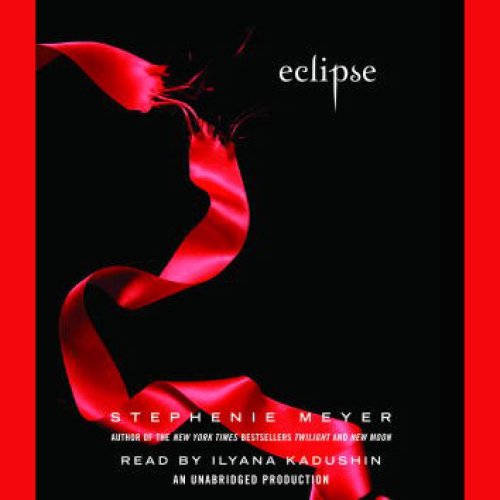 eclipse
STEPHENIE MEYER
AUTHOR OF THE NEW YORK TIMES BESTSELLERS TWILIGHT AND NEW MOON
READ BY ILYANA KADUSHIN
AN UNABRIDGED PRODUCTION